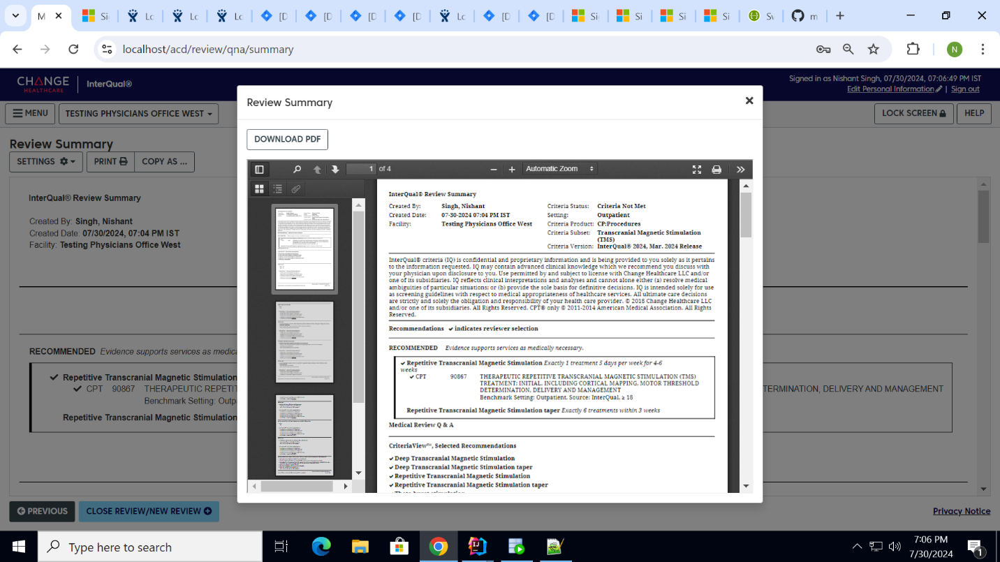 M
Si
Lo
Lo
Lo
[D
[D
[D
[D
Lo
[D
[D
Si
Si
Si
Si
Sv
m
localhost/acd/review/qna/summary
N
CHANGE
HEALTHCARE
InterQual®
Signed in as Nishant Singh, 07/30/2024, 07:06:49 PM IST
Edit Personal Information | Sign out
MENU
TESTING PHYSICIANS OFFICE WEST
LOCK SCREEN
HELP
Review Summary
SETTINGS
PRINT
COPY AS ...
InterQual® Review Summary
Created By: Singh, Nishant
Created Date: 07/30/2024, 07:04 PM IST
Facility: Testing Physicians Office West
RECOMMENDED Evidence supports services as medica
Repetitive Transcranial Magnetic Stimulation
CPT 90867 THERAPEUTIC REPETIT
TERMINATION, DELIVERY AND MANAGEMENT
Benchmark Setting: Outpa
Repetitive Transcranial Magnetic Stimulation
Review Summary
DOWNLOAD PDF
1 of 4
Automatic Zoom
InterQual® Review Summary
Created By: Singh, Nishant
Created Date: 07-30-2024 07:04 PM IST
Facility: Testing Physicians Office West
Criteria Status: Criteria Not Met
Setting: Outpatient
Criteria Product: CP:Procedures
Criteria Subset: Transcranial Magnetic Stimulation
(TMS)
Criteria Version: InterQual® 2024, Mar. 2024 Release
InterQual® criteria (IQ) is confidential and proprietary information and is being provided to you solely as it pertains
to the information requested. IQ may contain advanced clinical knowledge which we recommend you discuss with
your physician upon disclosure to you. Use permitted by and subject to license with Change Healthcare LLC and/or
one of its subsidiaries. IQ reflects clinical interpretations and analyses and cannot alone either (a) resolve medical
ambiguities of particular situations; or (b) provide the sole basis for definitive decisions. IQ is intended solely for use
as screening guidelines with respect to medical appropriateness of healthcare services. All ultimate care decisions
are strictly and solely the obligation and responsibility of your health care provider. © 2018 Change Healthcare LLC
and/or one of its subsidiaries. All Rights Reserved. CPT® only © 2011-2014 American Medical Association. All Rights
Reserved.
Recommendations ✓ indicates reviewer selection
RECOMMENDED Evidence supports services as medically necessary.
✓ Repetitive Transcranial Magnetic Stimulation Exactly 1 treatment 5 days per week for 4-6
weeks
✓ CPT 90867 THERAPEUTIC REPETITIVE TRANSCRANIAL MAGNETIC STIMULATION (TMS)
TREATMENT; INITIAL, INCLUDING CORTICAL MAPPING, MOTOR THRESHOLD
DETERMINATION, DELIVERY AND MANAGEMENT
Benchmark Setting: Outpatient, Source: InterQual, ≥ 18
Repetitive Transcranial Magnetic Stimulation taper Exactly 6 treatments within 3 weeks
Medical Review Q & A
CriteriaView™, Selected Recommendations
✓ Deep Transcranial Magnetic Stimulation
✓ Deep Transcranial Magnetic Stimulation taper
✓ Repetitive Transcranial Magnetic Stimulation
✓ Repetitive Transcranial Magnetic Stimulation taper
PREVIOUS
CLOSE REVIEW/NEW REVIEW
Privacy Notice
Type here to search
7:06 PM
7/30/2024
1